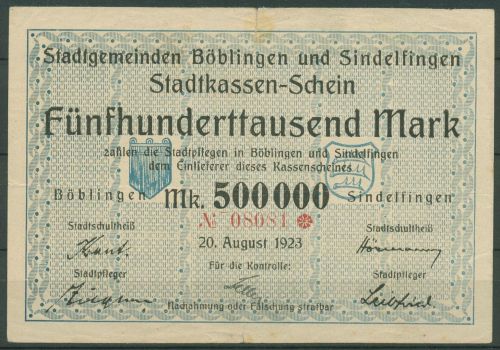 Stadtgemeinden Böblingen und Sindelfingen
Stadtkassen-Schein
Fünfhunderttausend Mark
zahlen die Stadtpflegen in Böblingen und Sindelfingen
dem Einlieferer dieses Kassenscheines
Böblingen Mk. 500000 Sindelfingen
№ 08081
Stadtschultheiß 20. August 1923 Stadtschultheiß
Stadtpfleger Für die Kontrolle: Stadtpfleger
Nachahmung oder Fälschung strafbar